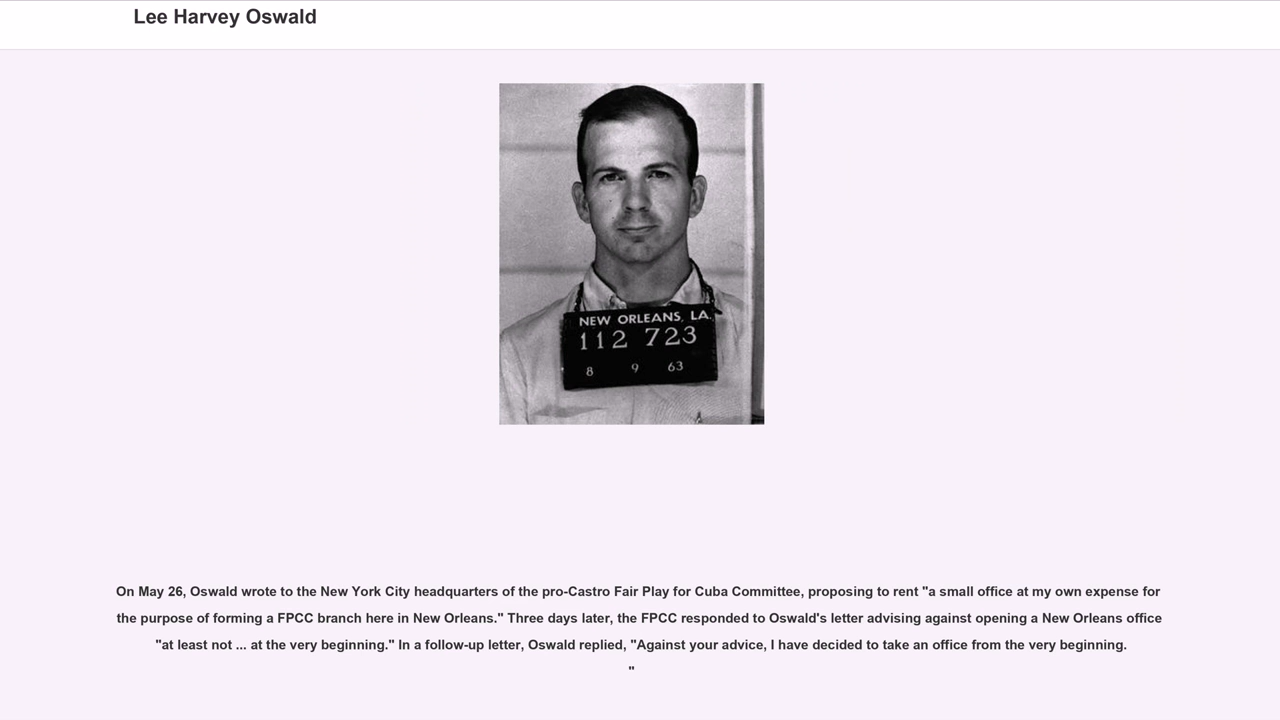 Lee Harvey Oswald
NEW ORLEANS, LA.
112 723
8 9 63
On May 26, Oswald wrote to the New York City headquarters of the pro-Castro Fair Play for Cuba Committee, proposing to rent "a small office at my own expense for
the purpose of forming a FPCC branch here in New Orleans." Three days later, the FPCC responded to Oswald's letter advising against opening a New Orleans office
"at least not ... at the very beginning." In a follow-up letter, Oswald replied, "Against your advice, I have decided to take an office from the very beginning.
"